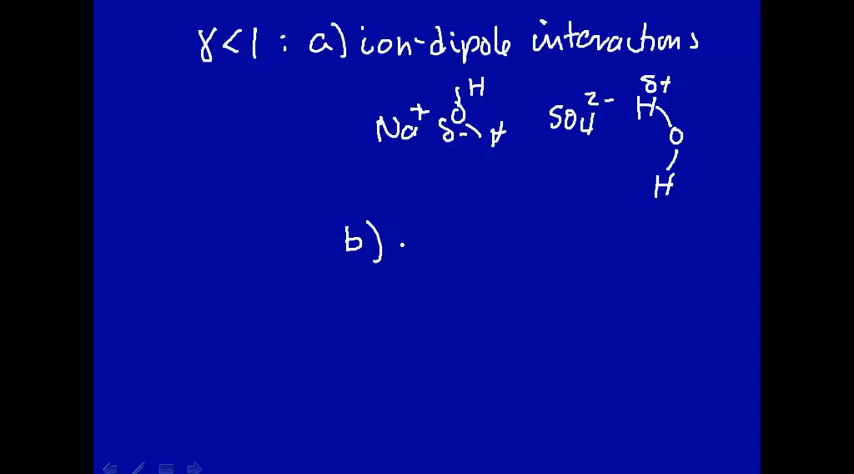 γ < 1 : a) ion-dipole interactions
H
Na+ δ- O H
SO4 2- δ+ H
O
H
b)